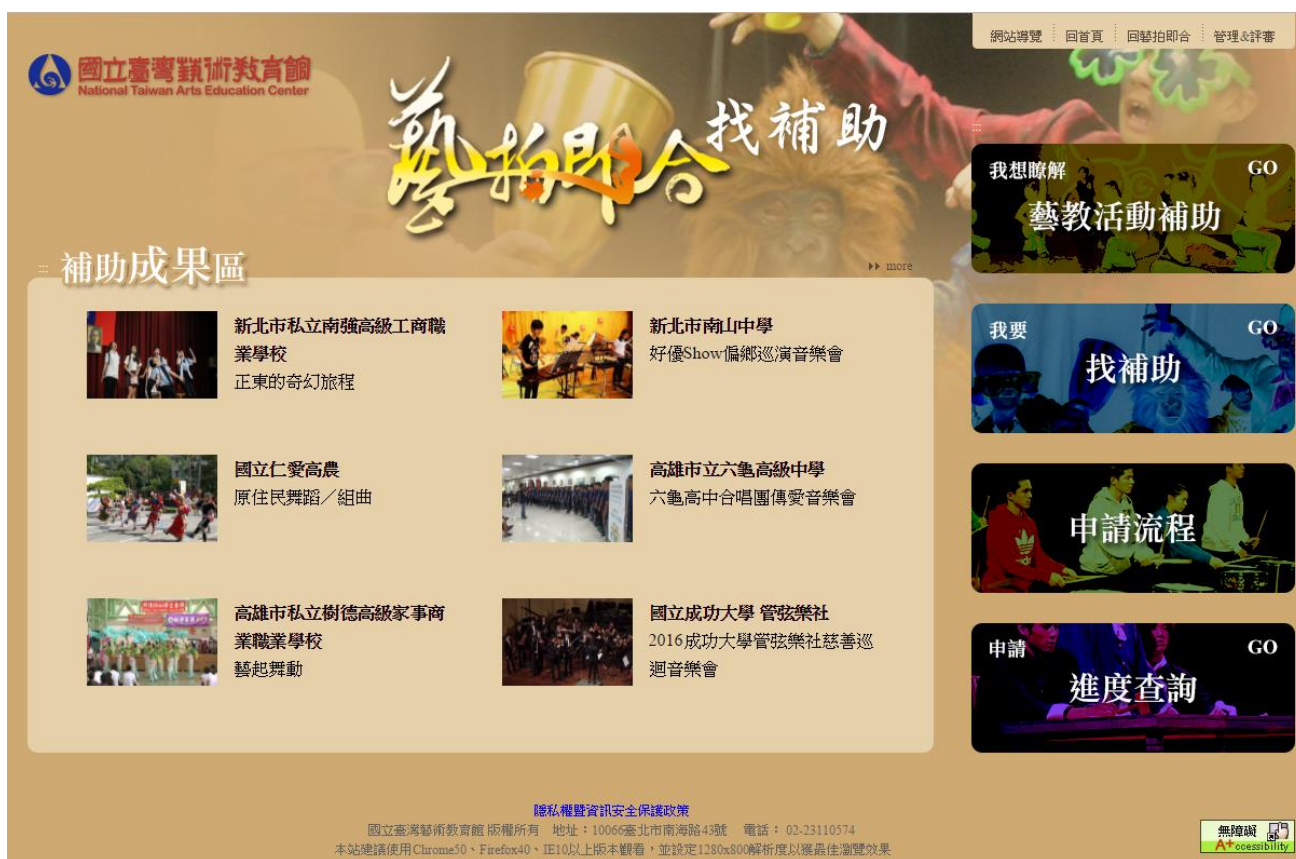 網站導覽 回首頁 回藝拍即合 管理&評審
國立臺灣藝術教育館
National Taiwan Arts Education Center
藝拍即合 找補助
補助成果區
more
新北市私立南強高級工商職
業學校
正東的奇幻旅程
新北市南山中學
好優Show偏鄉巡演音樂會
國立仁愛高農
原住民舞蹈／組曲
高雄市立六龜高級中學
六龜高中合唱團傳愛音樂會
高雄市私立樹德高級家事商
業職業學校
藝起舞動
國立成功大學 管弦樂社
2016成功大學管弦樂社慈善巡
迴音樂會
我想瞭解 GO
藝教活動補助
我要 GO
找補助
申請流程
申請 GO
進度查詢
隱私權暨資訊安全保護政策
國立臺灣藝術教育館 版權所有 地址：10066臺北市南海路43號 電話： 02-23110574
本站建議使用Chrome50、Firefox40、IE10以上版本觀看，並設定1280x800解析度以獲最佳瀏覽效果
無障礙
A+ccessibility